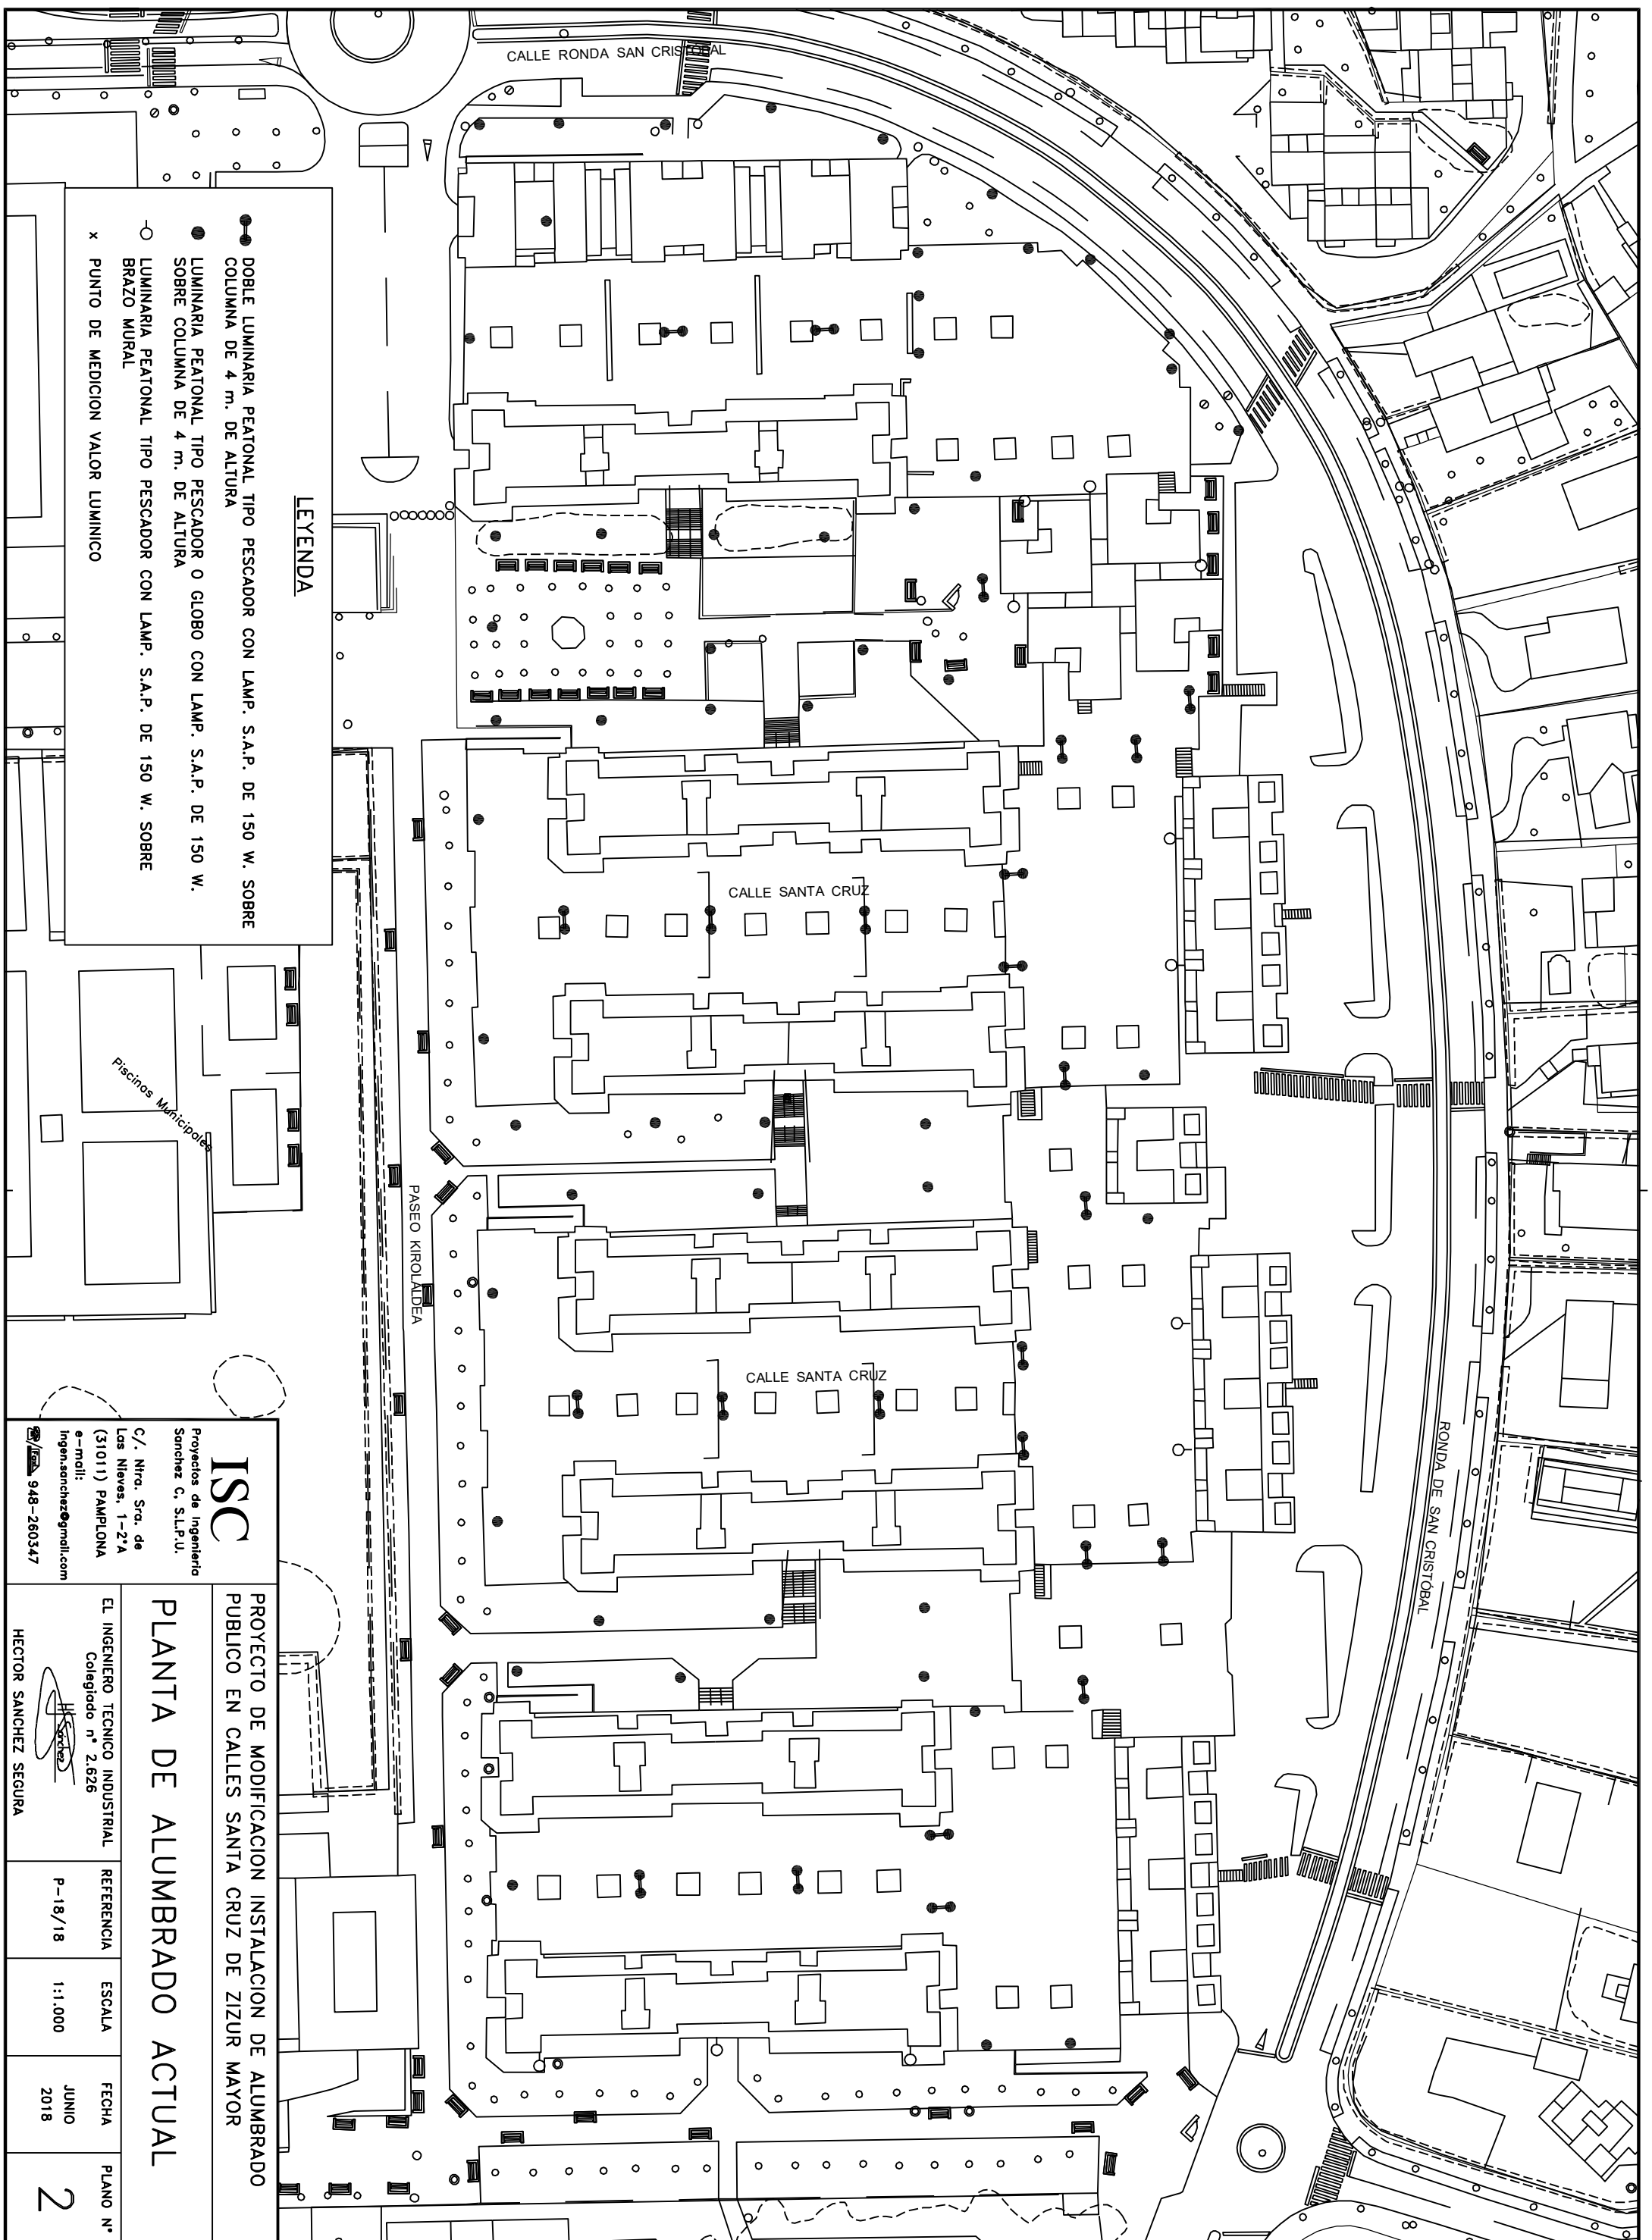 CALLE RONDA SAN CRISTOBAL
LEYENDA
DOBLE LUMINARIA PEATONAL TIPO PESCADOR CON LAMP. S.A.P. DE 150 W. SOBRE
COLUMNA DE 4 m. DE ALTURA
LUMINARIA PEATONAL TIPO PESCADOR O GLOBO CON LAMP. S.A.P. DE 150 W.
SOBRE COLUMNA DE 4 m. DE ALTURA
LUMINARIA PEATONAL TIPO PESCADOR CON LAMP. S.A.P. DE 150 W. SOBRE
BRAZO MURAL
x PUNTO DE MEDICION VALOR LUMINICO
CALLE SANTA CRUZ
Piscinas Municipales
PASEO KIROLALDEA
CALLE SANTA CRUZ
RONDA DE SAN CRISTÓBAL
ISC
Proyectos de Ingenieria
Sanchez C, S.L.P.U.
C/. Ntra. Sra. de
Las Nieves, 1-2ºA
(31011) PAMPLONA
e-mail:
ingen.sanchez@gmail.com
/Fax 948-260347
PROYECTO DE MODIFICACION INSTALACION DE ALUMBRADO
PUBLICO EN CALLES SANTA CRUZ DE ZIZUR MAYOR
PLANTA DE ALUMBRADO ACTUAL
EL INGENIERO TECNICO INDUSTRIAL
Colegiado nº 2.626
HECTOR SANCHEZ SEGURA
REFERENCIA
P-18/18
ESCALA
1:1.000
FECHA
JUNIO
2018
PLANO Nº
2